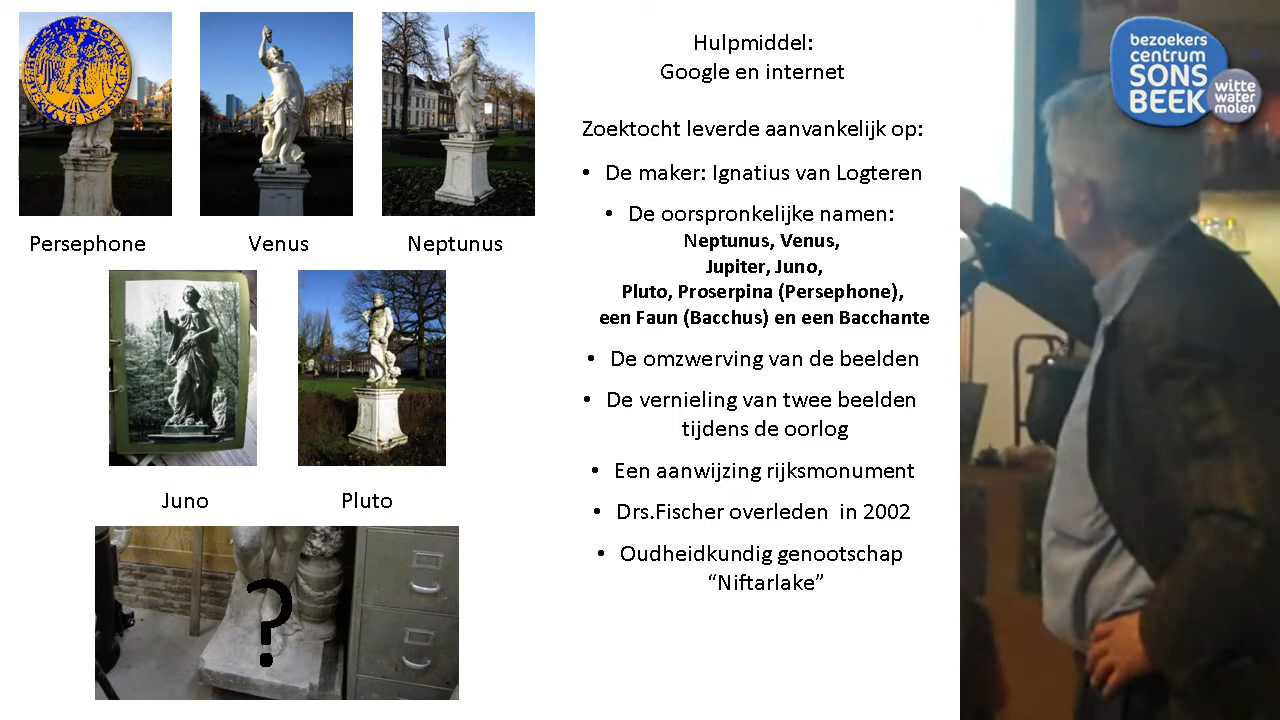 Persephone
Venus
Neptunus
Juno
Pluto
?
Hulpmiddel:
Google en internet
Zoektocht leverde aanvankelijk op:
• De maker: Ignatius van Logteren
• De oorspronkelijke namen:
Neptunus, Venus,
Jupiter, Juno,
Pluto, Proserpina (Persephone),
een Faun (Bacchus) en een Bacchante
• De omzwerving van de beelden
• De vernieling van twee beelden
tijdens de oorlog
• Een aanwijzing rijksmonument
• Drs.Fischer overleden  in 2002
• Oudheidkundig genootschap
“Niftarlake”
bezoekers
centrum
SONS
BEEK
witte
water
molen